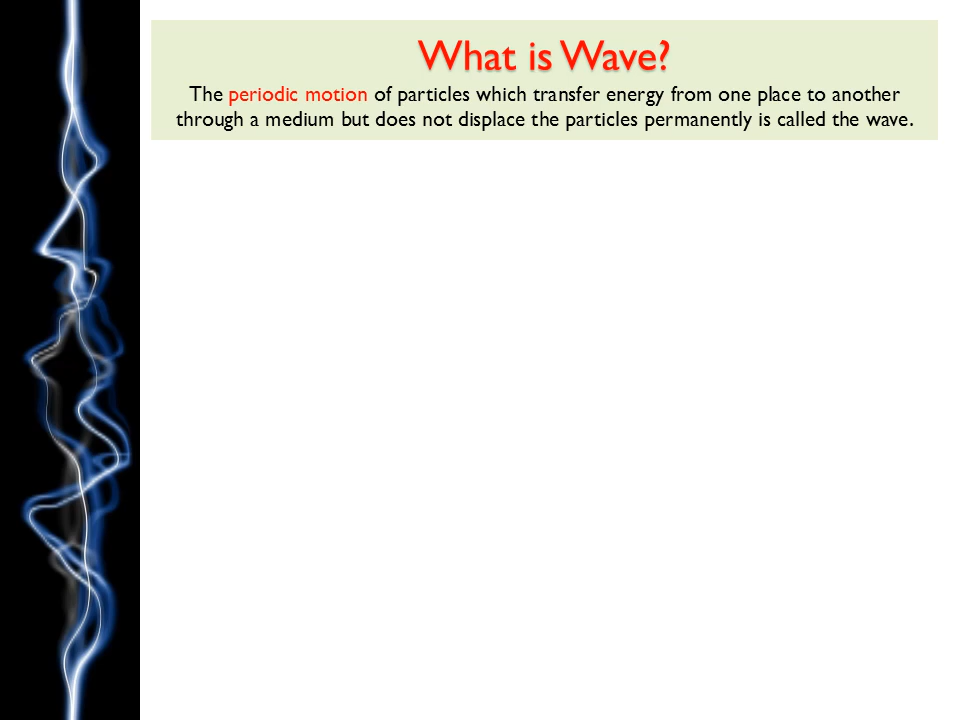 What is Wave?
The periodic motion of particles which transfer energy from one place to another
through a medium but does not displace the particles permanently is called the wave.